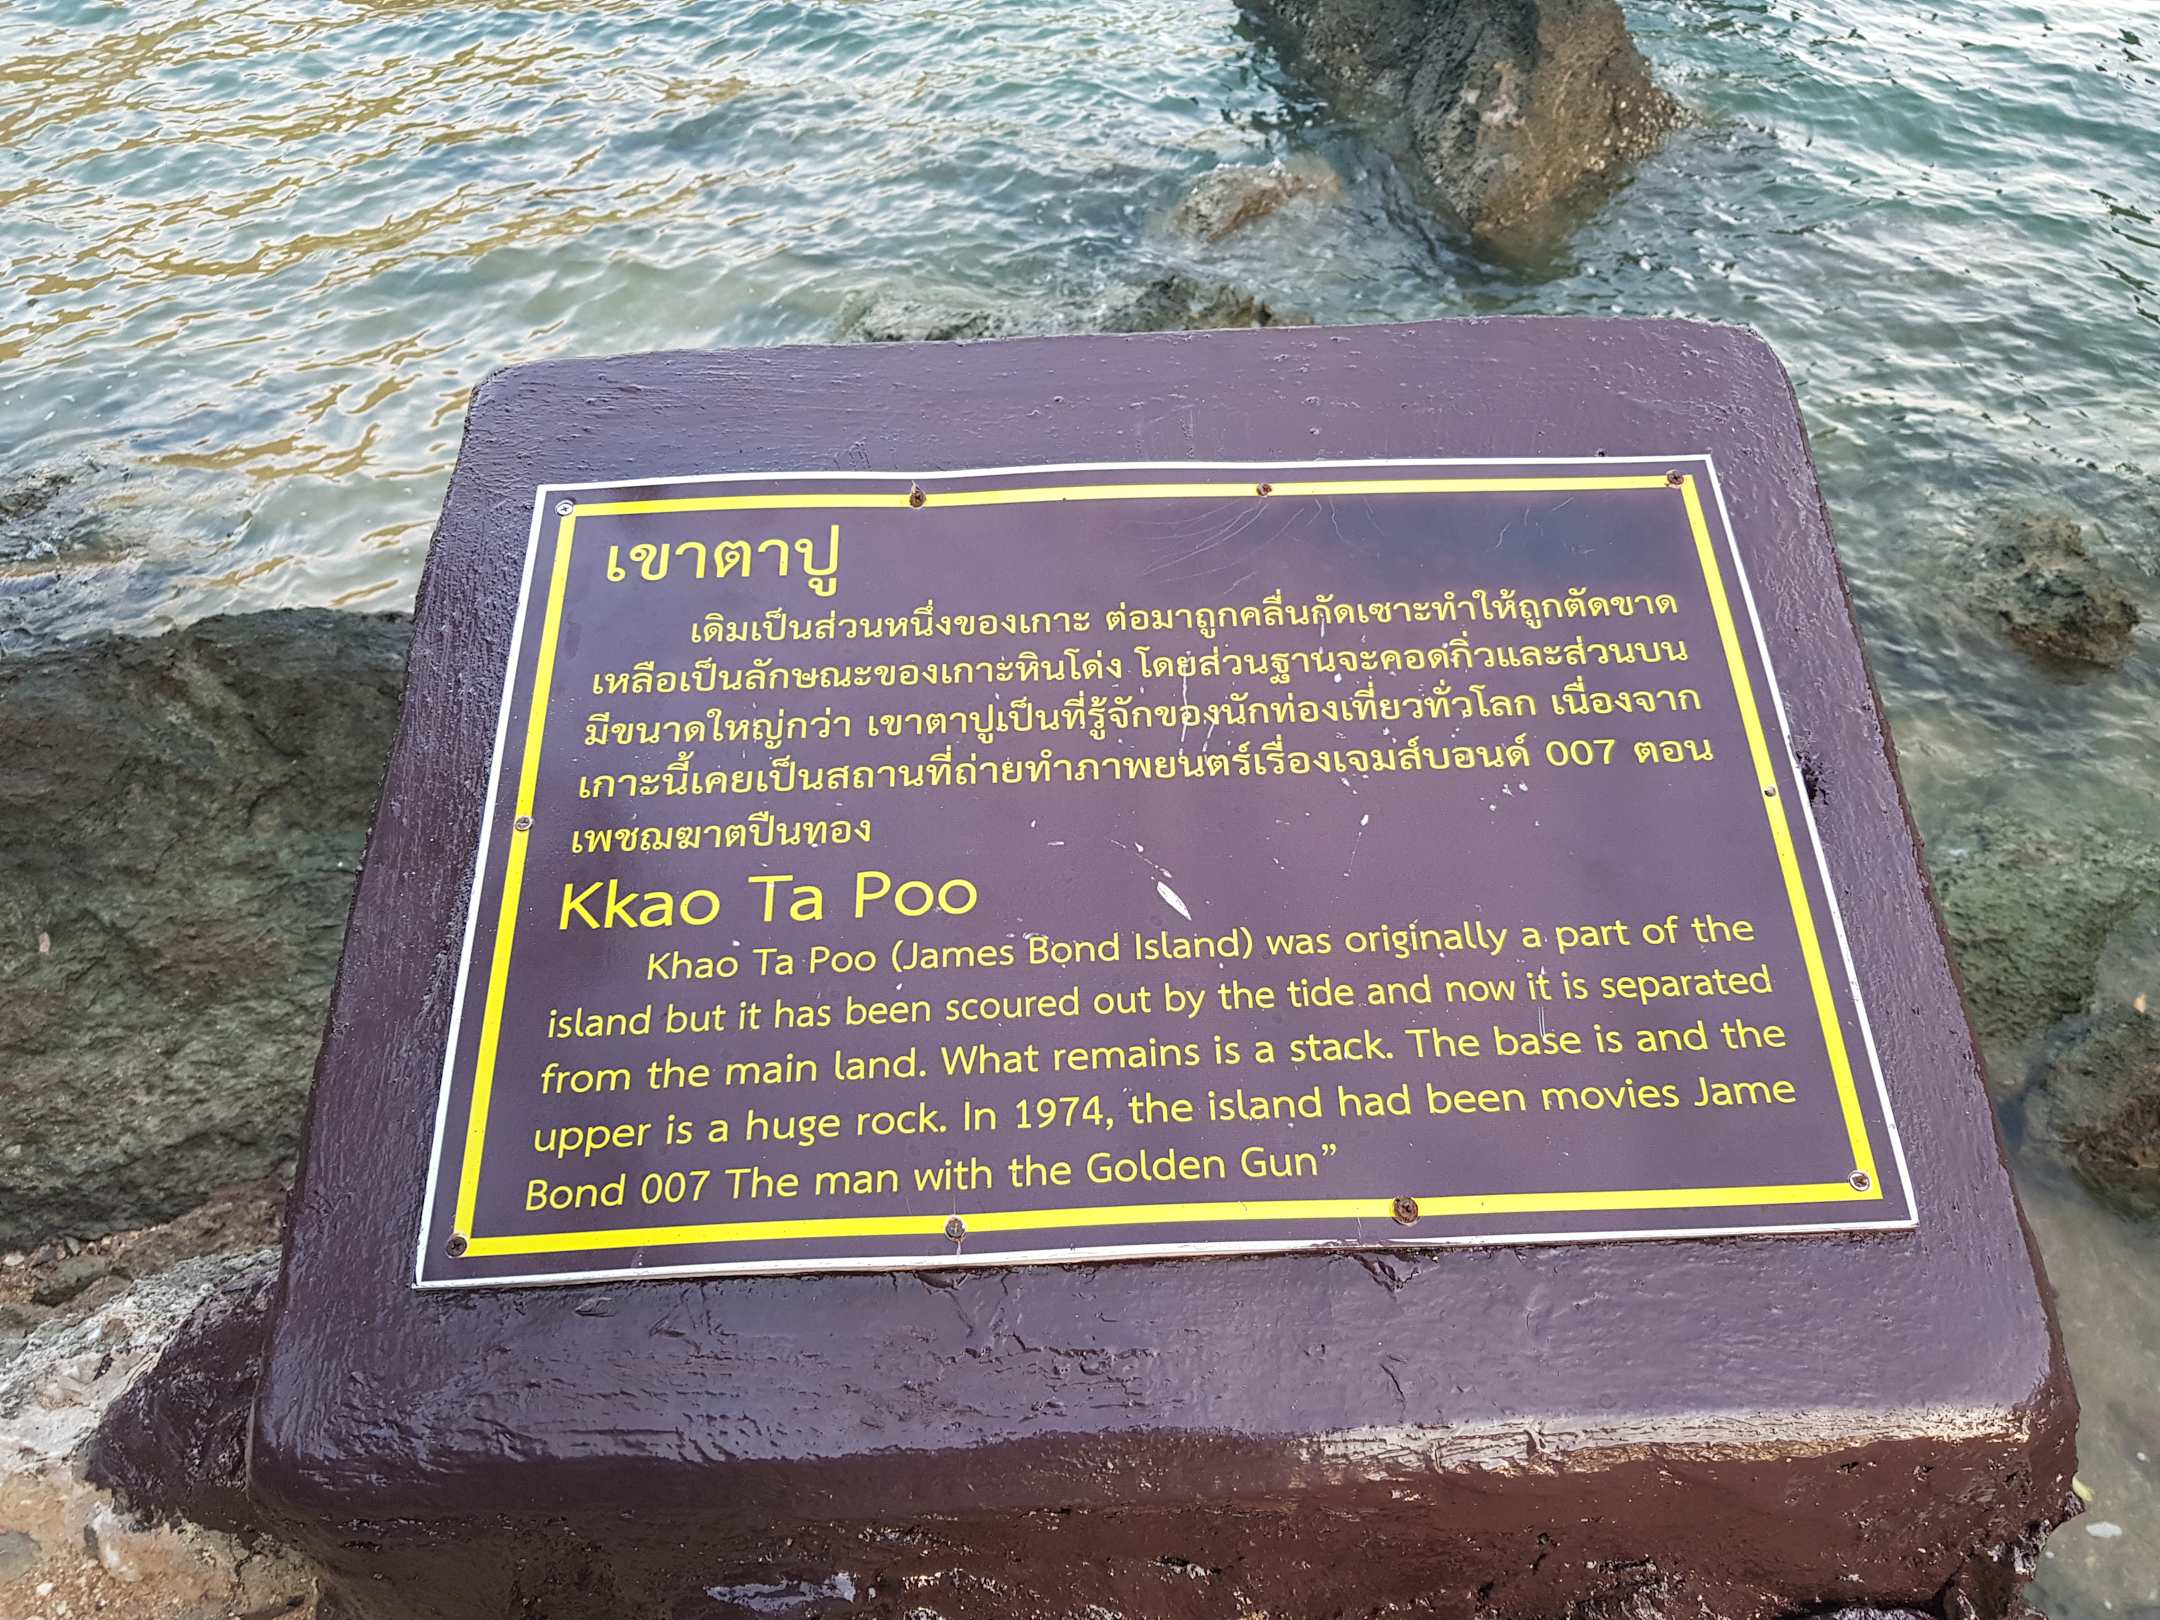 เขาตาปู
เดิมเป็นส่วนหนึ่งของเกาะ ต่อมาถูกคลื่นกัดเซาะทำให้ถูกตัดขาด
เหลือเป็นลักษณะของเกาะหินโด่ง โดยส่วนฐานจะคอดกิ่วและส่วนบน
มีขนาดใหญ่กว่า เขาตาปูเป็นที่รู้จักของนักท่องเที่ยวทั่วโลก เนื่องจาก
เกาะนี้เคยเป็นสถานที่ถ่ายทำภาพยนตร์เรื่องเจมส์บอนด์ 007 ตอน
เพชฌฆาตปืนทอง
Kkao Ta Poo
Khao Ta Poo (James Bond Island) was originally a part of the
island but it has been scoured out by the tide and now it is separated
from the main land. What remains is a stack. The base is and the
upper is a huge rock. In 1974, the island had been movies Jame
Bond 007 The man with the Golden Gun”